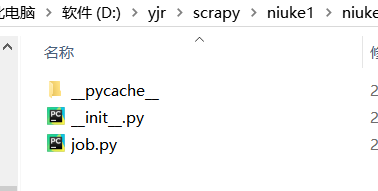 电脑 > 软件 (D:) > yjr > scrapy > niuke1 > niuke
名称
__pycache__
__init__.py
job.py